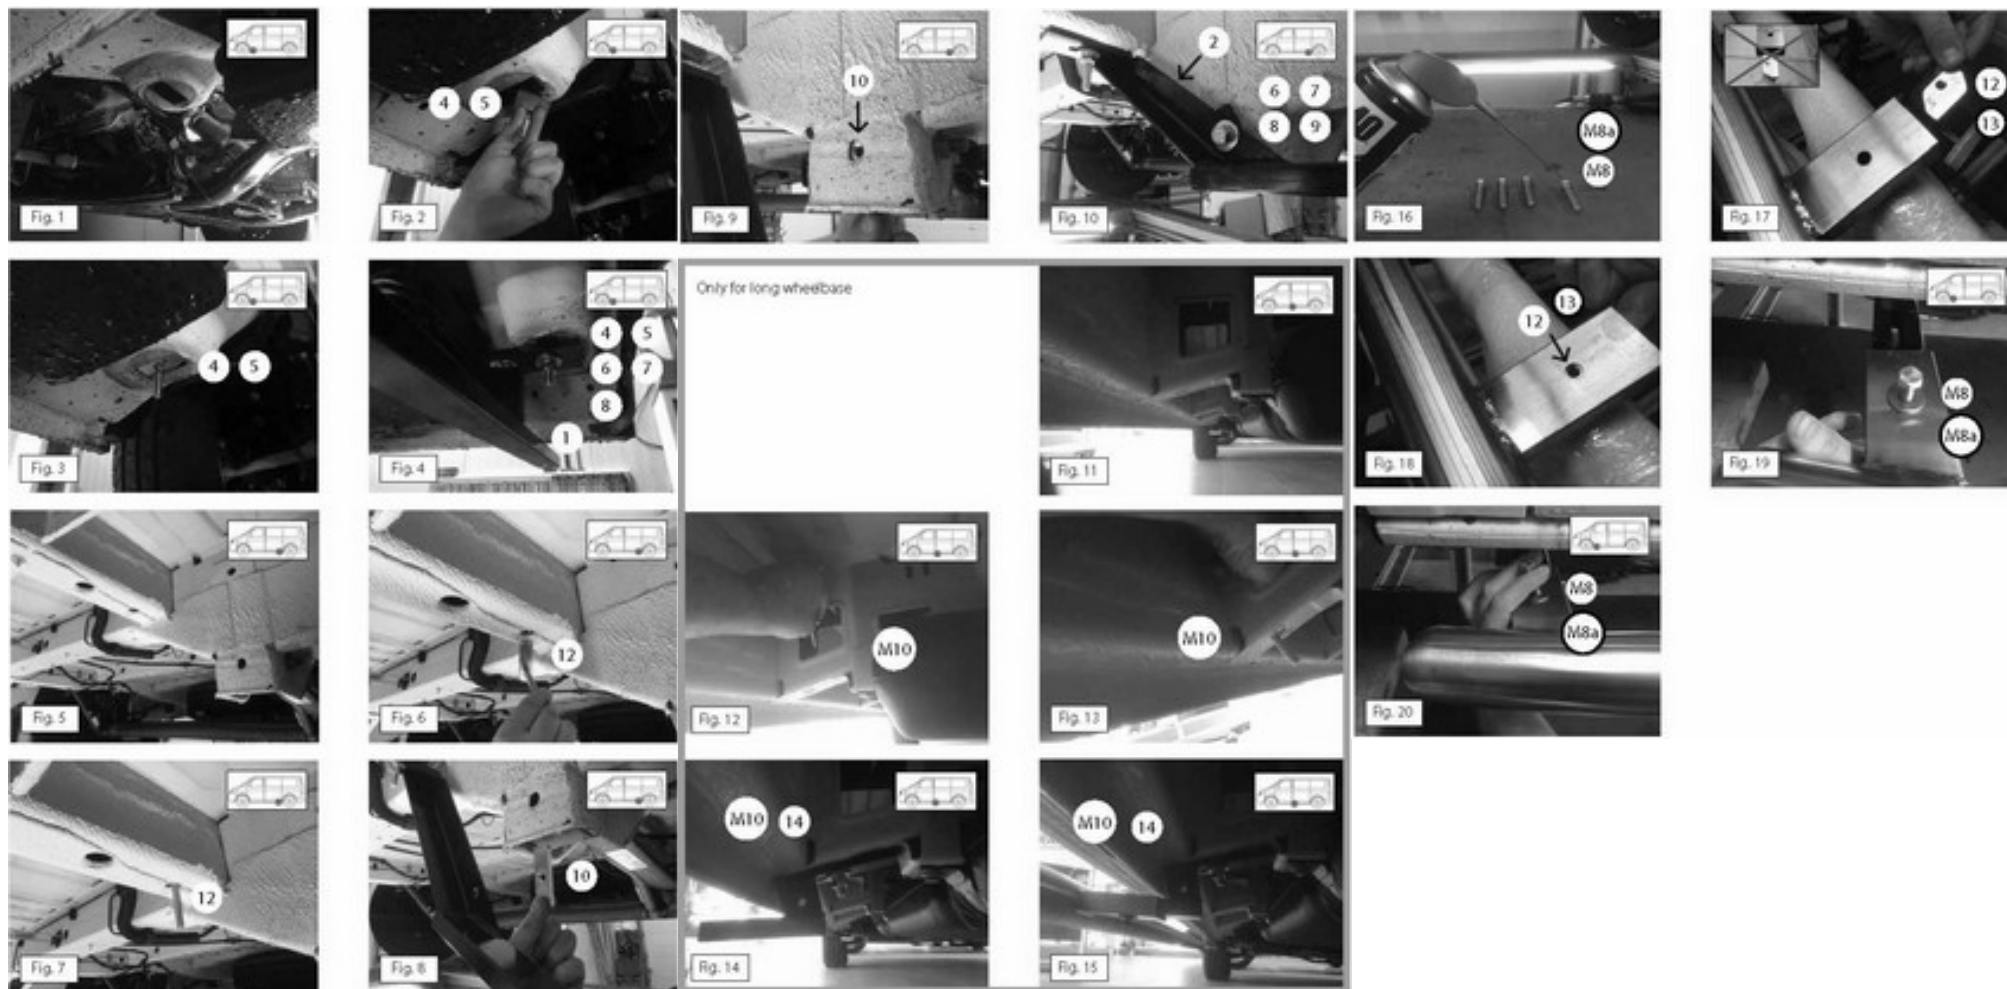 Fig. 1
4 5
Fig. 2
4 5
Fig. 3
4 5
6 7
8
1
Fig. 4
Fig. 5
12
Fig. 6
12
Fig. 7
10
Fig. 8
10
Fig. 9
2
6 7
8 9
Fig. 10
Only for long wheelbase
Fig. 11
M10
Fig. 12
M10
Fig. 13
M10 14
Fig. 14
M10 14
Fig. 15
M8a
M8
Fig. 16
12
13
Fig. 17
13
12
Fig. 18
M8
M8a
Fig. 19
M8
M8a
Fig. 20